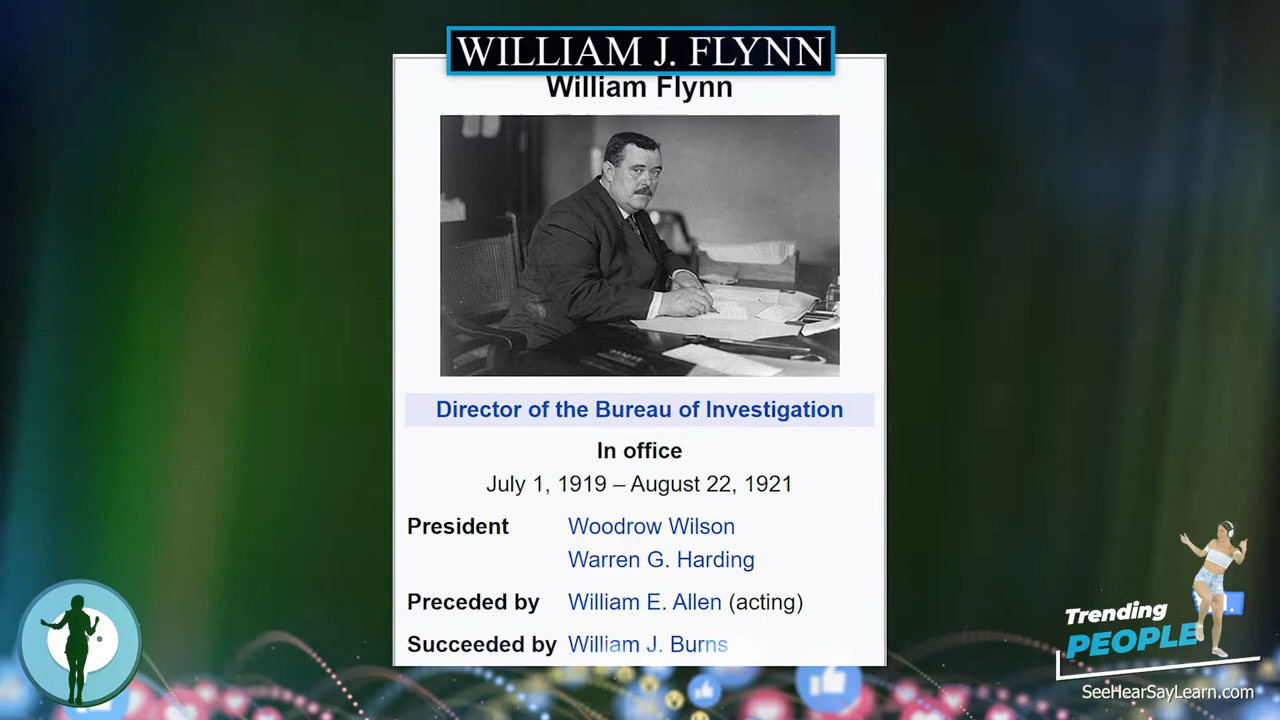 WILLIAM J. FLYNN
William Flynn
Director of the Bureau of Investigation
In office
July 1, 1919 – August 22, 1921
President Woodrow Wilson
Warren G. Harding
Preceded by William E. Allen (acting)
Succeeded by William J. Burns
Trending
PEOPLE
SeeHearSayLearn.com